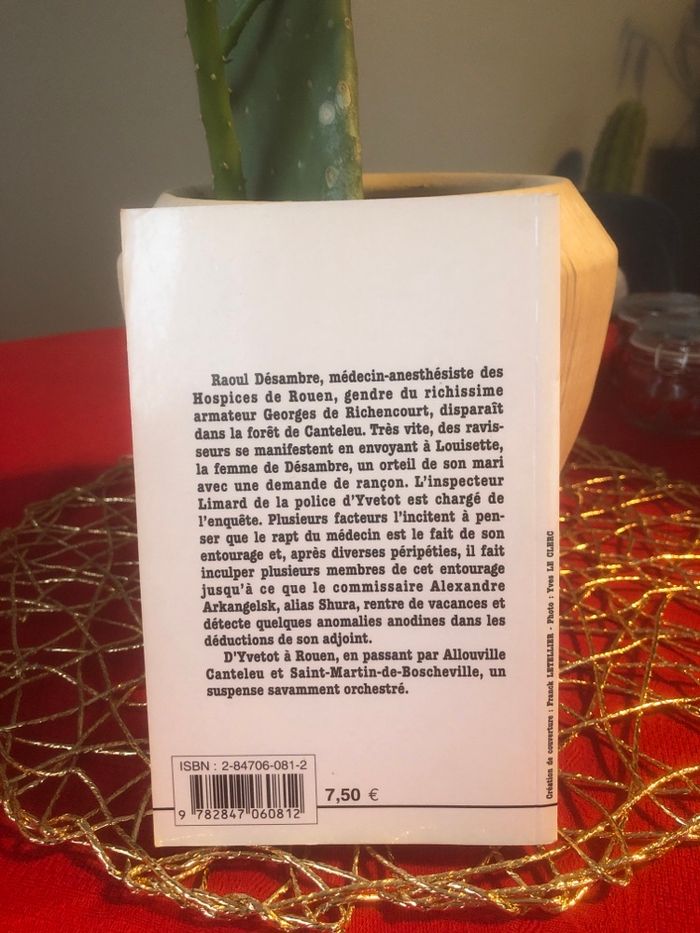 Raoul Désambre, médecin-anesthésiste des
Hospices de Rouen, gendre du richissime
armateur Georges de Richencourt, disparaît
dans la forêt de Canteleu. Très vite, des ravis-
seurs se manifestent en envoyant à Louisette,
la femme de Désambre, un orteil de son mari
avec une demande de rançon. L'inspecteur
Limard de la police d'Yvetot est chargé de
l'enquête. Plusieurs facteurs l'incitent à pen-
ser que le rapt du médecin est le fait de son
entourage et, après diverses péripéties, il fait
inculper plusieurs membres de cet entourage
jusqu'à ce que le commissaire Alexandre
Arkangelsk, alias Shura, rentre de vacances et
détecte quelques anomalies anodines dans les
déductions de son adjoint.
D'Yvetot à Rouen, en passant par Allouville
Canteleu et Saint-Martin-de-Boscheville, un
suspense savamment orchestré.
Création de couverture : Franck LETELLIER - Photo : Yves LE CLERC
ISBN : 2-84706-081-2
9 782847 060812
7,50 €